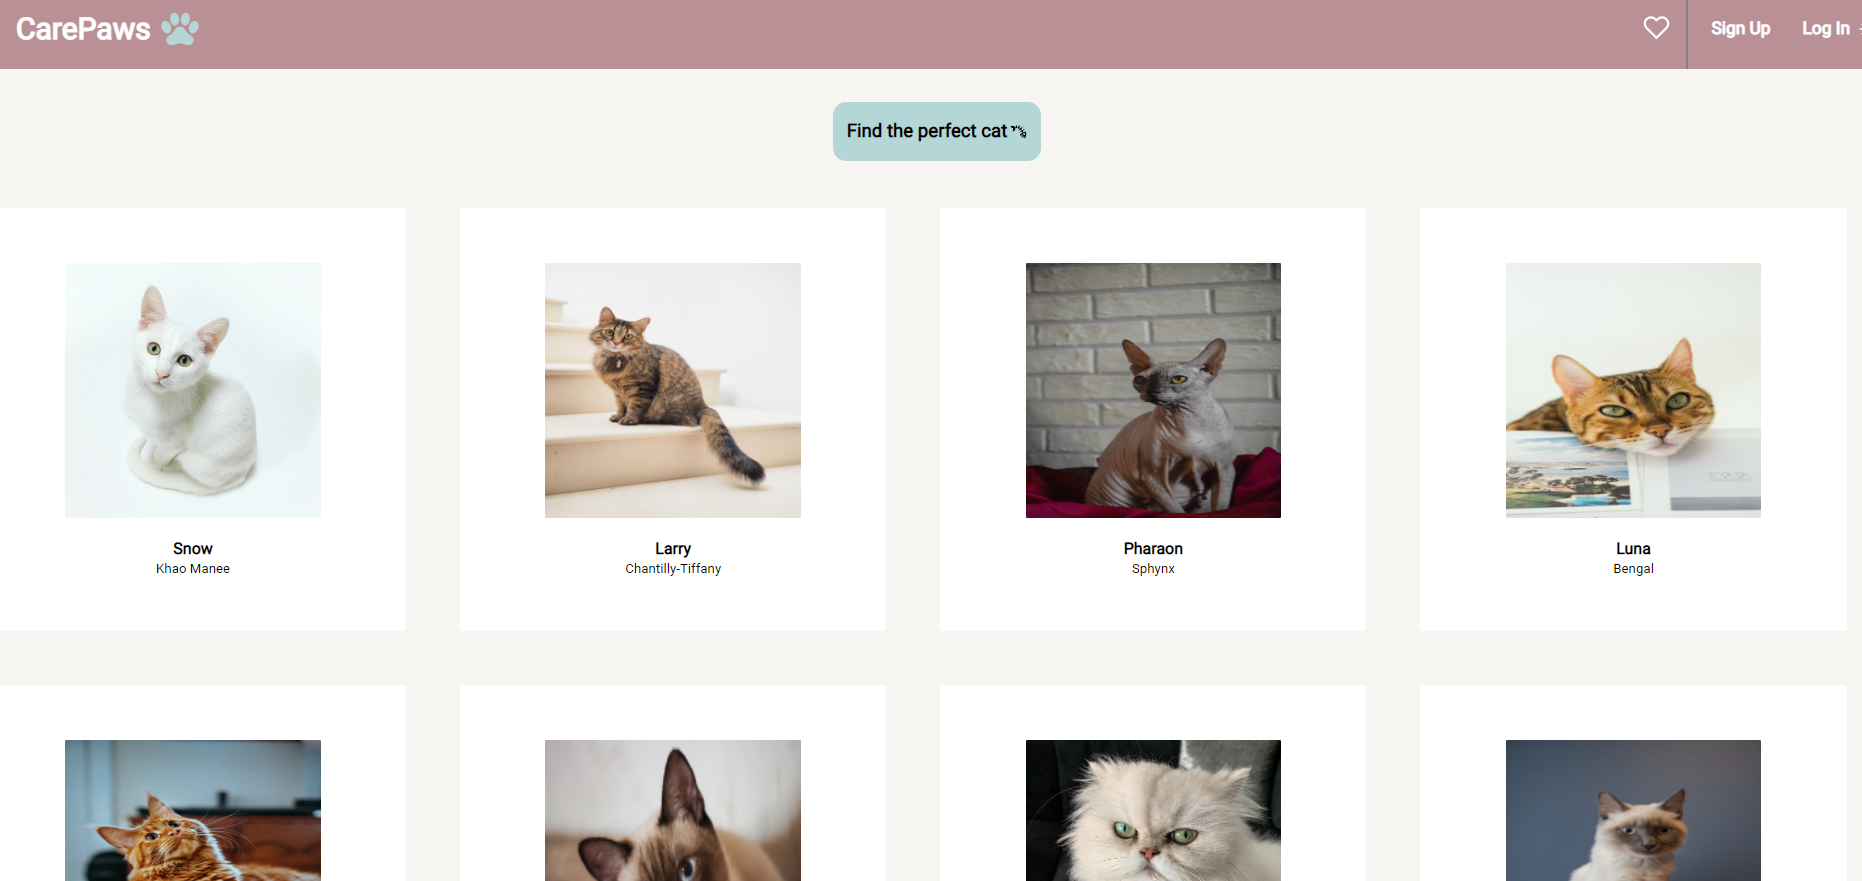 CarePaws
Sign Up
Log In
Find the perfect cat
Snow
Khao Manee
Larry
Chantilly-Tiffany
Pharaon
Sphynx
Luna
Bengal